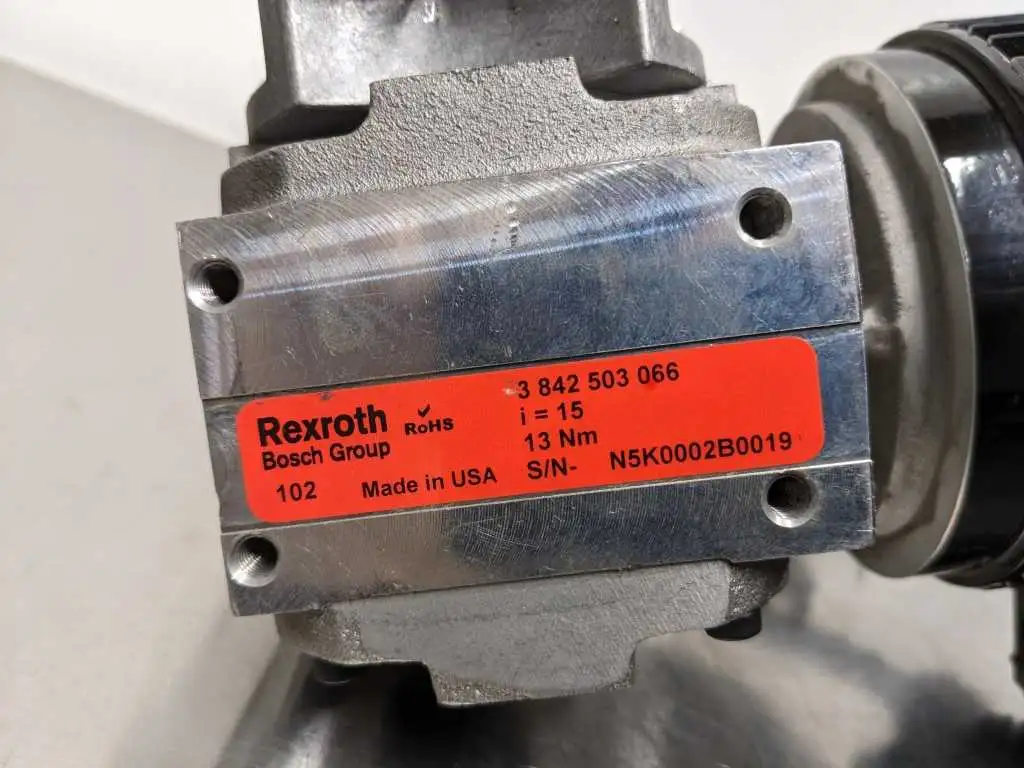 Rexroth
Bosch Group
RoHS
3 842 503 066
i = 15
13 Nm
102 Made in USA S/N- N5K0002B0019